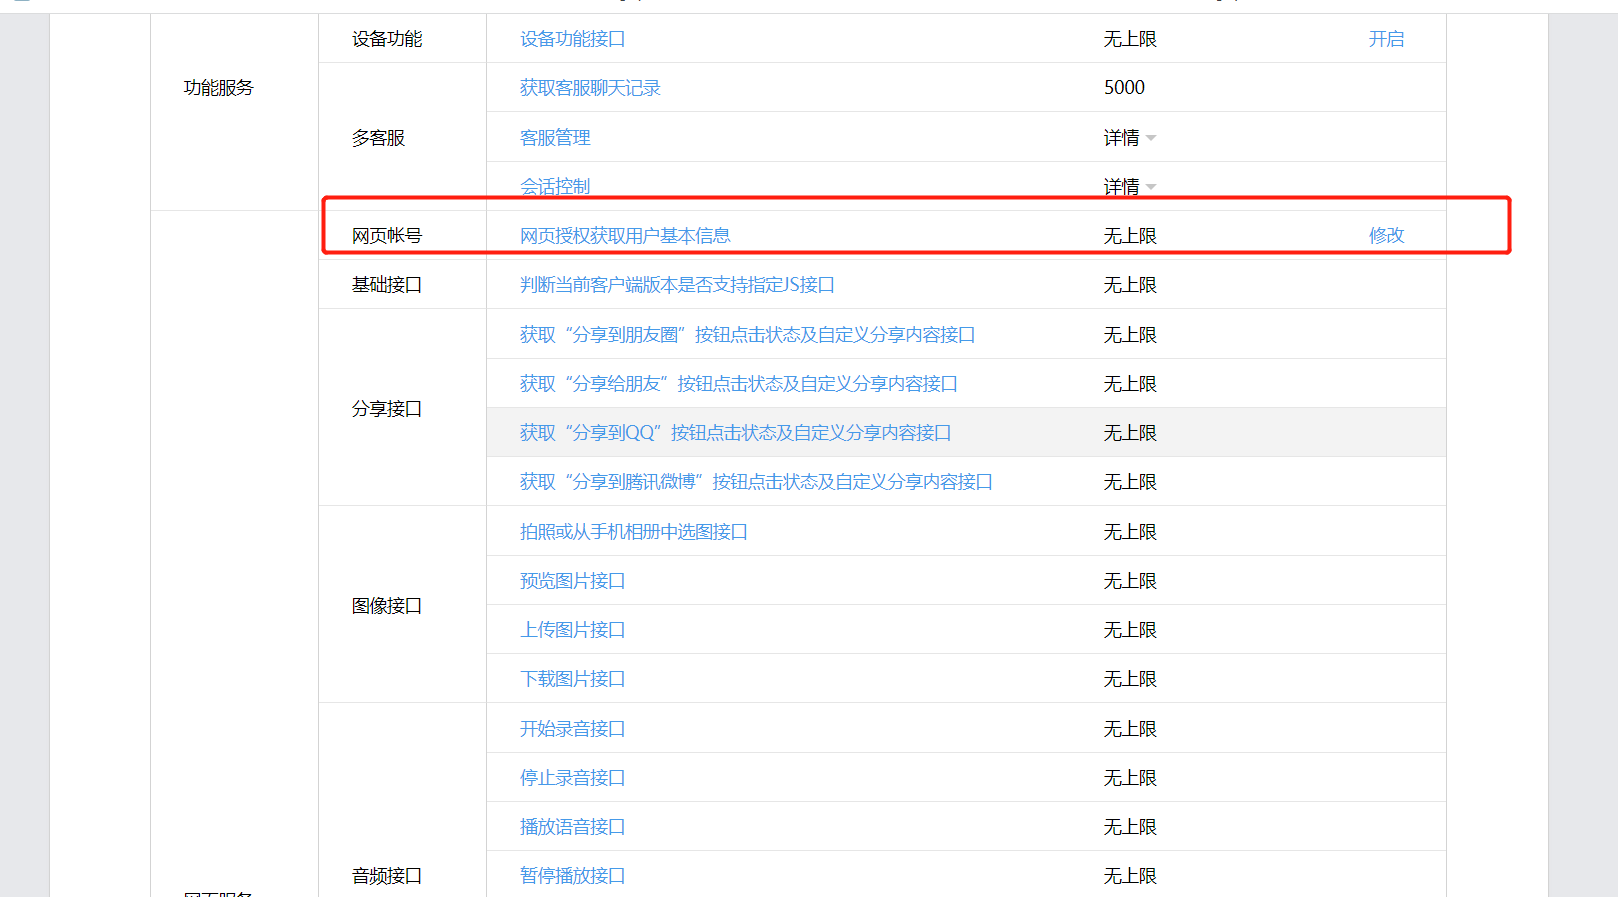 设备功能 设备功能接口 无上限 开启
功能服务 获取客服聊天记录 5000
多客服 客服管理 详情
会话控制 详情
网页帐号 网页授权获取用户基本信息 无上限 修改
基础接口 判断当前客户端版本是否支持指定JS接口 无上限
获取“分享到朋友圈”按钮点击状态及自定义分享内容接口 无上限
获取“分享给朋友”按钮点击状态及自定义分享内容接口 无上限
分享接口
获取“分享到QQ”按钮点击状态及自定义分享内容接口 无上限
获取“分享到腾讯微博”按钮点击状态及自定义分享内容接口 无上限
拍照或从手机相册中选图接口 无上限
预览图片接口 无上限
图像接口
上传图片接口 无上限
下载图片接口 无上限
开始录音接口 无上限
停止录音接口 无上限
播放语音接口 无上限
音频接口 暂停播放接口 无上限